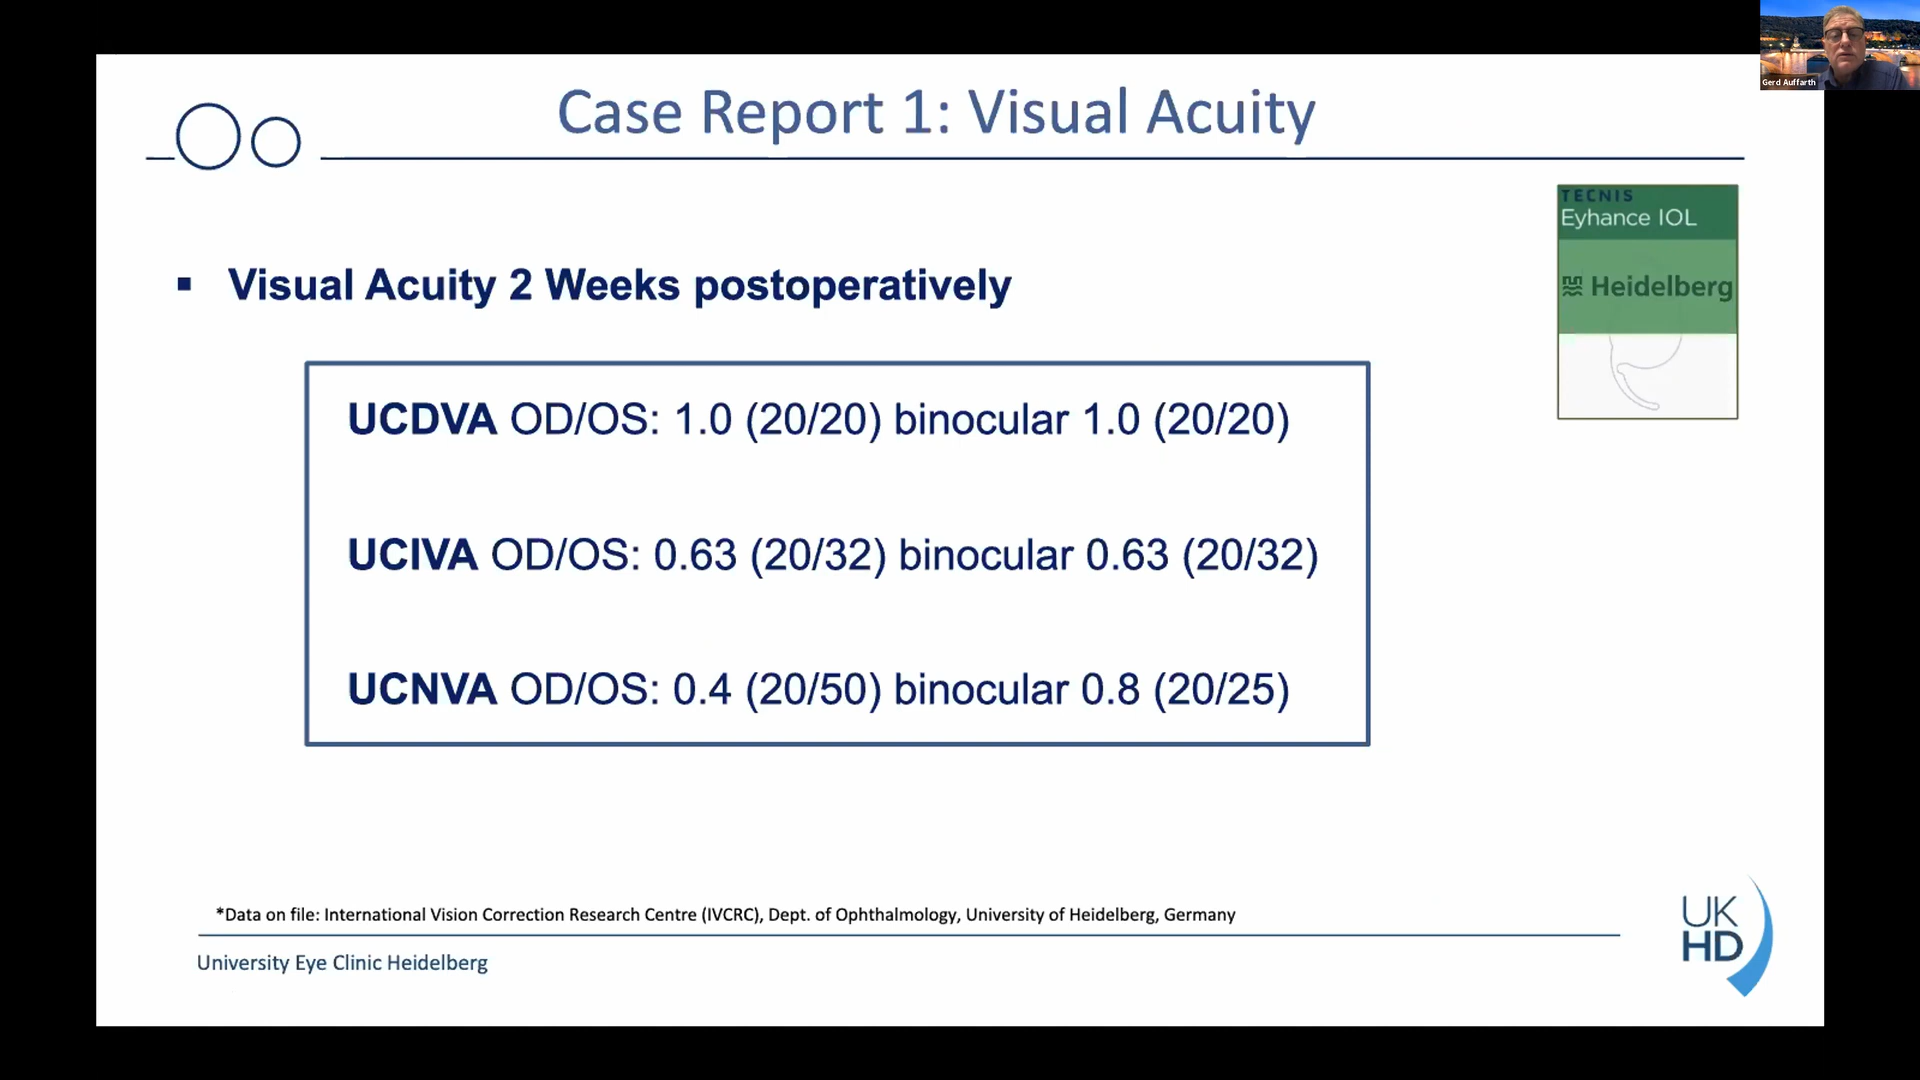 Gerd Auffarth
Case Report 1: Visual Acuity
TECNIS
Eyhance IOL
Heidelberg
▪ Visual Acuity 2 Weeks postoperatively
UCDVA OD/OS: 1.0 (20/20) binocular 1.0 (20/20)
UCIVA OD/OS: 0.63 (20/32) binocular 0.63 (20/32)
UCNVA OD/OS: 0.4 (20/50) binocular 0.8 (20/25)
*Data on file: International Vision Correction Research Centre (IVCRC), Dept. of Ophthalmology, University of Heidelberg, Germany
University Eye Clinic Heidelberg
UK
HD